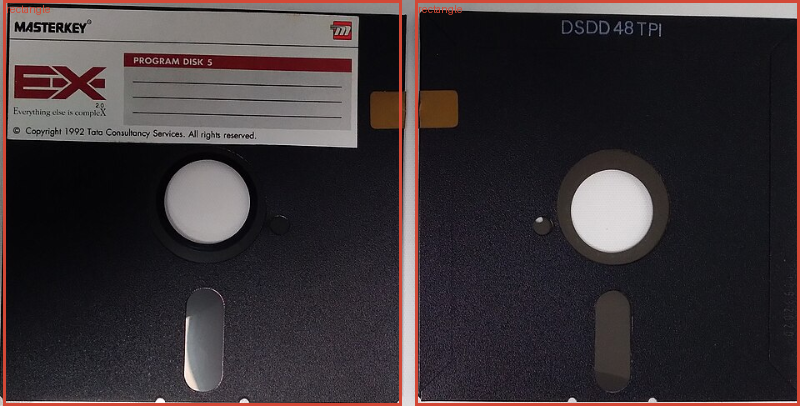 MASTERKEY®
m
PROGRAM DISK 5
EX
2.0
Everything else is compleX
© Copyright 1992 Tata Consultancy Services. All rights reserved.
DSDD 48 TPI